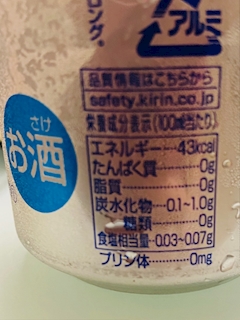 ロング。
アルミ
品質情報はこちらから
safety.kirin.co.jp
栄養成分表示(100ml当たり)
エネルギー‥43kcal
たんぱく質……0g
脂質…………0g
炭水化物…0.1~1.0g
糖類………0g
食塩相当量…0.03~0.07g
プリン体………0mg
さけ
お酒